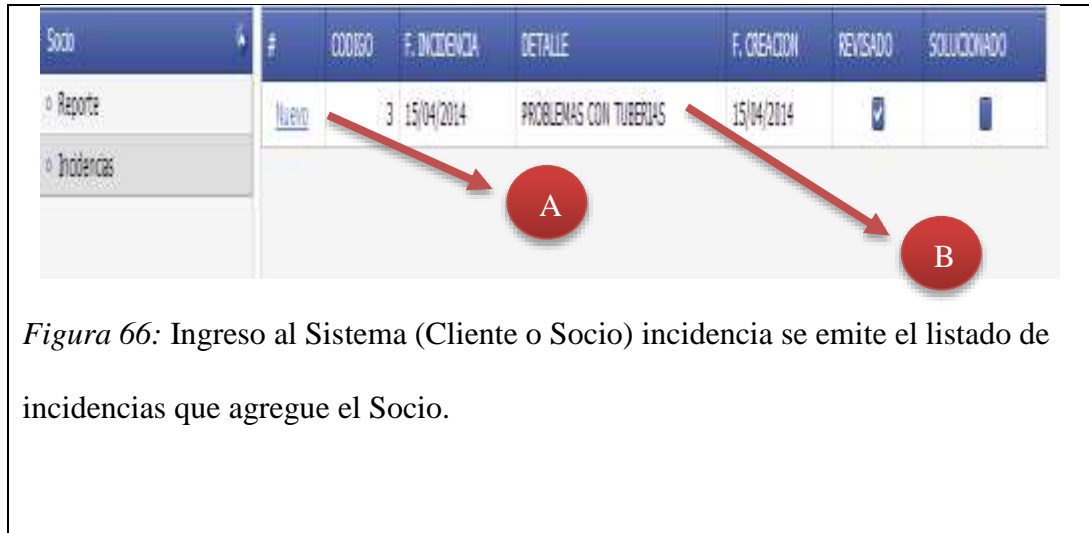 Socio
# CODIGO F. INCIDENCIA DETALLE F. CREACION REVISADO SOLUCIONADO
Reporte
Nuevo 3 15/04/2014 PROBLEMAS CON TUBERIAS 15/04/2014
Incidencias
A
B
Figura 66: Ingreso al Sistema (Cliente o Socio) incidencia se emite el listado de
incidencias que agregue el Socio.